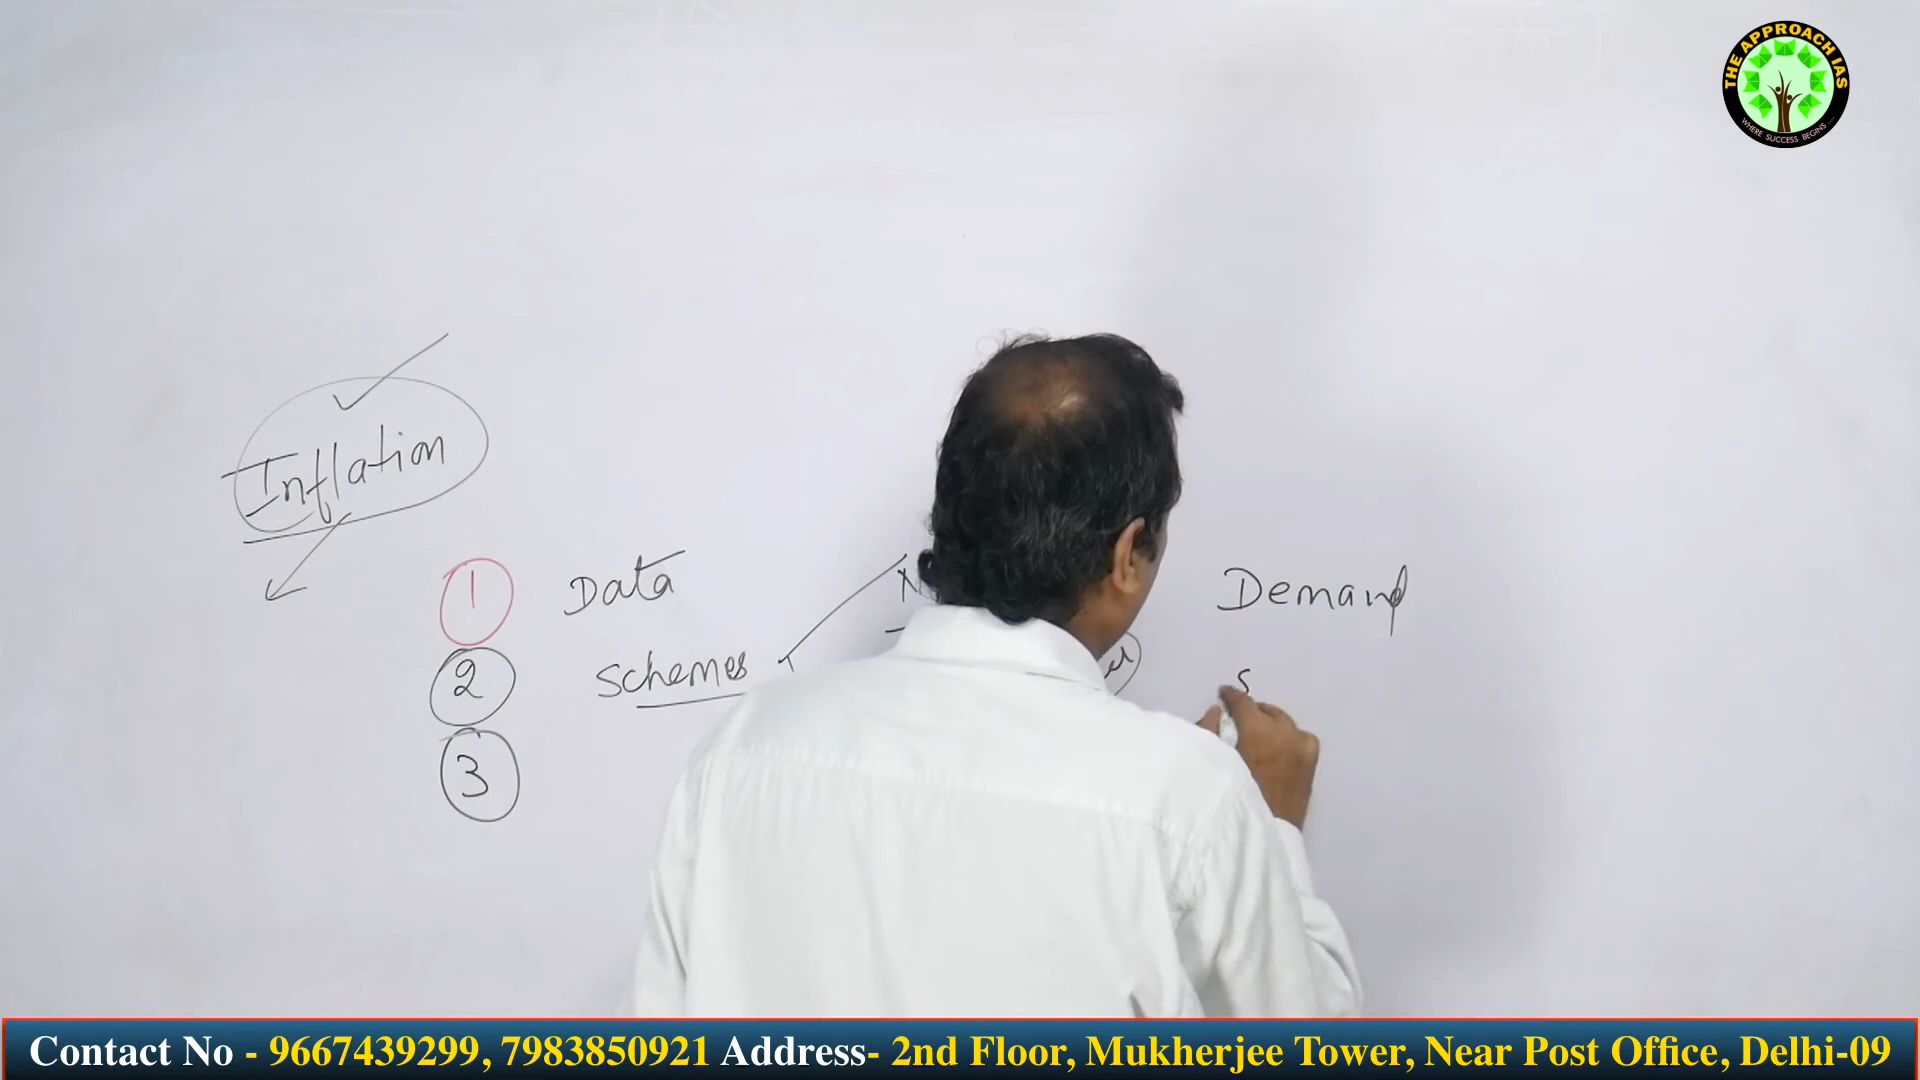 THE APPROACH IAS
WHERE SUCCESS BEGINS ....
Inflation
1 Data
2 Schemes
3
Demand
S
Contact No - 9667439299, 7983850921 Address- 2nd Floor, Mukherjee Tower, Near Post Office, Delhi-09